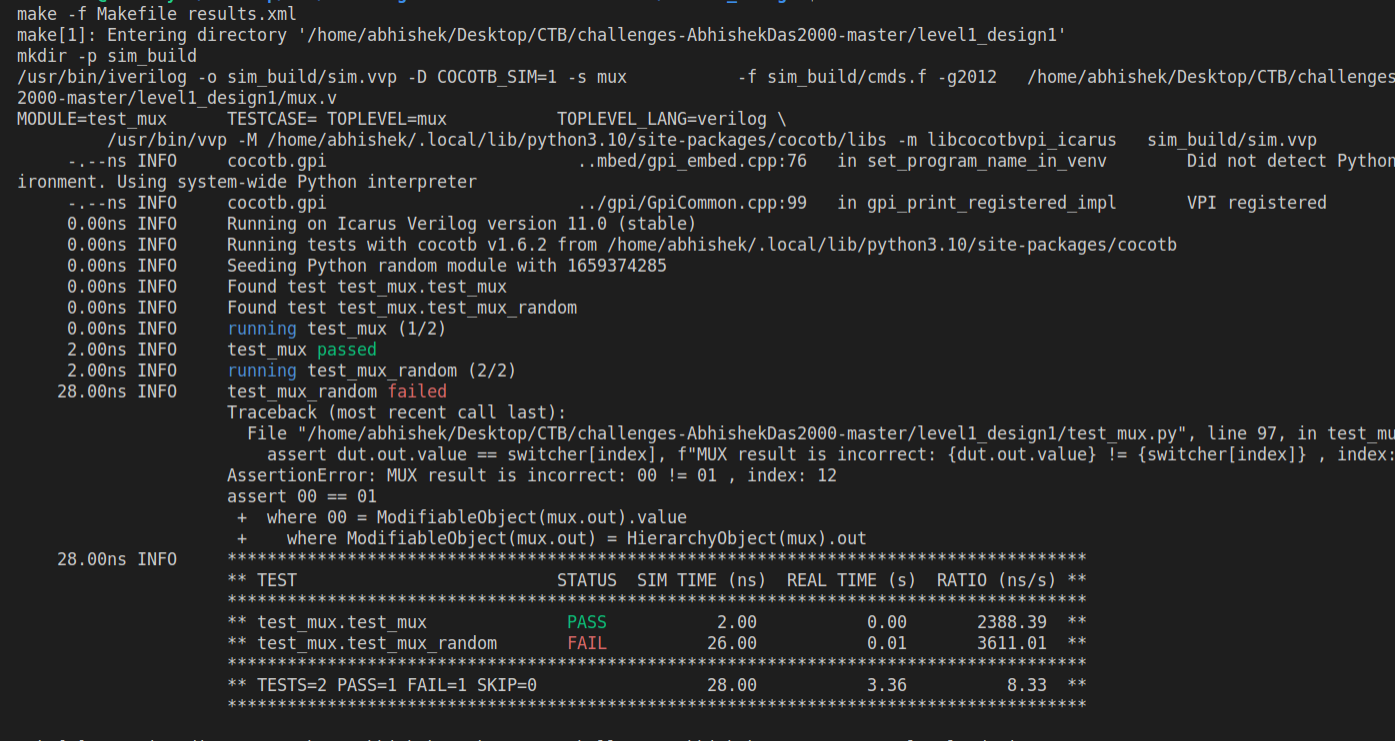 make -f Makefile results.xml
make[1]: Entering directory '/home/abhishek/Desktop/CTB/challenges-AbhishekDas2000-master/level1_design1'
mkdir -p sim_build
/usr/bin/iverilog -o sim_build/sim.vvp -D COCOTB_SIM=1 -s mux -f sim_build/cmds.f -g2012 /home/abhishek/Desktop/CTB/challenges
2000-master/level1_design1/mux.v
MODULE=test_mux TESTCASE= TOPLEVEL=mux TOPLEVEL_LANG=verilog \
/usr/bin/vvp -M /home/abhishek/.local/lib/python3.10/site-packages/cocotb/libs -m libcocotbvpi_icarus sim_build/sim.vvp
-.--ns INFO cocotb.gpi ..mbed/gpi_embed.cpp:76 in set_program_name_in_venv Did not detect Python
ironment. Using system-wide Python interpreter
-.--ns INFO cocotb.gpi ../gpi/GpiCommon.cpp:99 in gpi_print_registered_impl VPI registered
0.00ns INFO Running on Icarus Verilog version 11.0 (stable)
0.00ns INFO Running tests with cocotb v1.6.2 from /home/abhishek/.local/lib/python3.10/site-packages/cocotb
0.00ns INFO Seeding Python random module with 1659374285
0.00ns INFO Found test test_mux.test_mux
0.00ns INFO Found test test_mux.test_mux_random
0.00ns INFO running test_mux (1/2)
2.00ns INFO test_mux passed
2.00ns INFO running test_mux_random (2/2)
28.00ns INFO test_mux_random failed
Traceback (most recent call last):
File "/home/abhishek/Desktop/CTB/challenges-AbhishekDas2000-master/level1_design1/test_mux.py", line 97, in test_mu
assert dut.out.value == switcher[index], f"MUX result is incorrect: {dut.out.value} != {switcher[index]} , index:
AssertionError: MUX result is incorrect: 00 != 01 , index: 12
assert 00 == 01
+ where 00 = ModifiableObject(mux.out).value
+ where ModifiableObject(mux.out) = HierarchyObject(mux).out
28.00ns INFO **************************************************************************************
** TEST STATUS SIM TIME (ns) REAL TIME (s) RATIO (ns/s) **
**************************************************************************************
** test_mux.test_mux PASS 2.00 0.00 2388.39 **
** test_mux.test_mux_random FAIL 26.00 0.01 3611.01 **
**************************************************************************************
** TESTS=2 PASS=1 FAIL=1 SKIP=0 28.00 3.36 8.33 **
**************************************************************************************